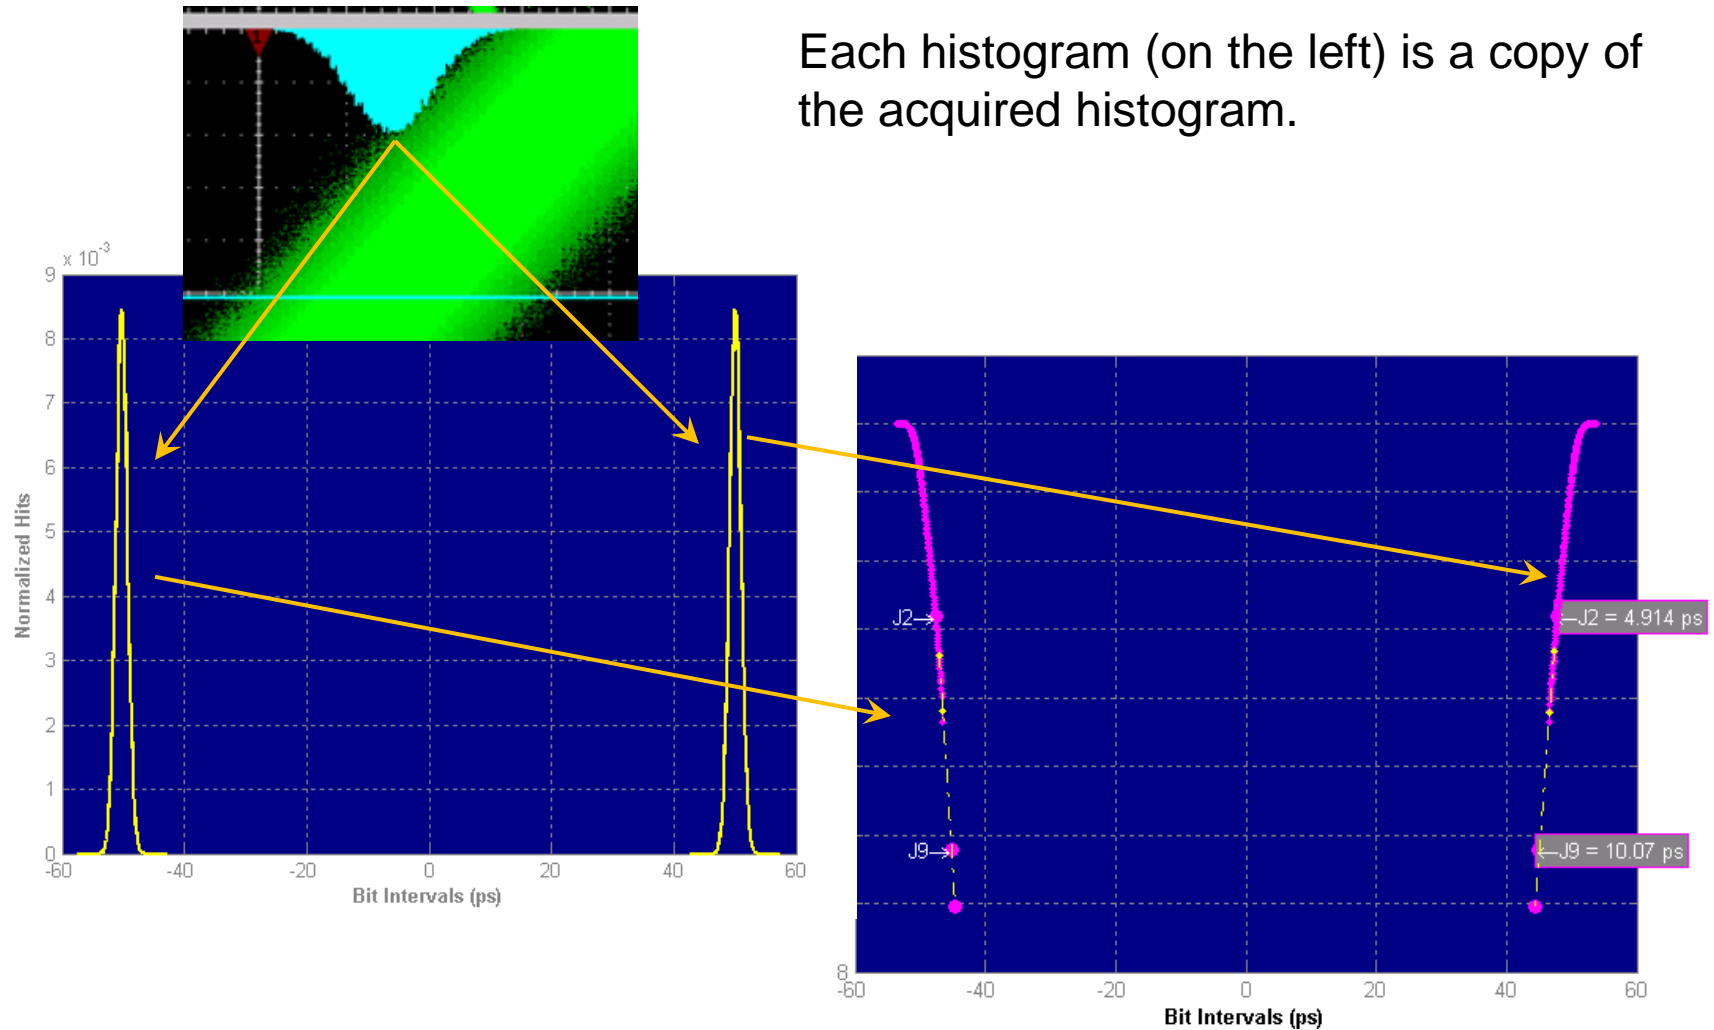 Each histogram (on the left) is a copy of
the acquired histogram.
1
x 10^-3
9
8
7
6
5
4
3
2
1
0
Normalized Hits
-60 -40 -20 0 20 40 60
Bit Intervals (ps)
J2→
←J2 = 4.914 ps
J9→
←J9 = 10.07 ps
8
-60 -40 -20 0 20 40 60
Bit Intervals (ps)